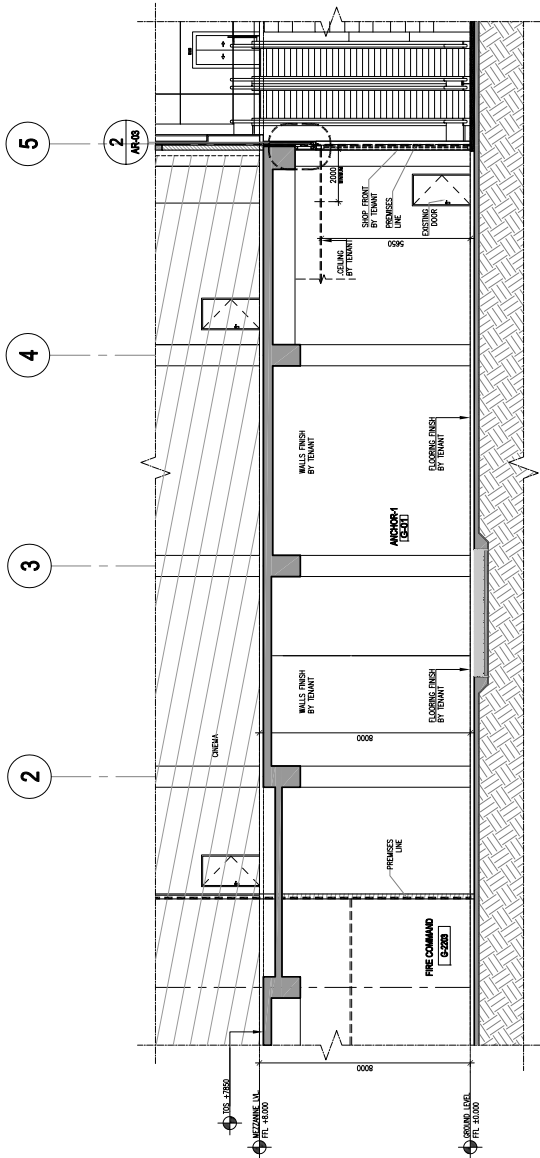 5
4
3
2
2
AR-03
2000
SHOP FRONT
BY TENANT
PREMISES
LINE
EXISTING
DOOR
5650
CEILING
BY TENANT
WALLS FINISH
BY TENANT
FLOORING FINISH
BY TENANT
ANCHOR-1
G-01
WALLS FINISH
BY TENANT
FLOORING FINISH
BY TENANT
8000
CINEMA
PREMISES
LINE
FIRE COMMAND
G-2203
8000
TOS +7850
MEZZANINE LVL.
FFL +8.000
GROUND LEVEL
FFL ±0.000